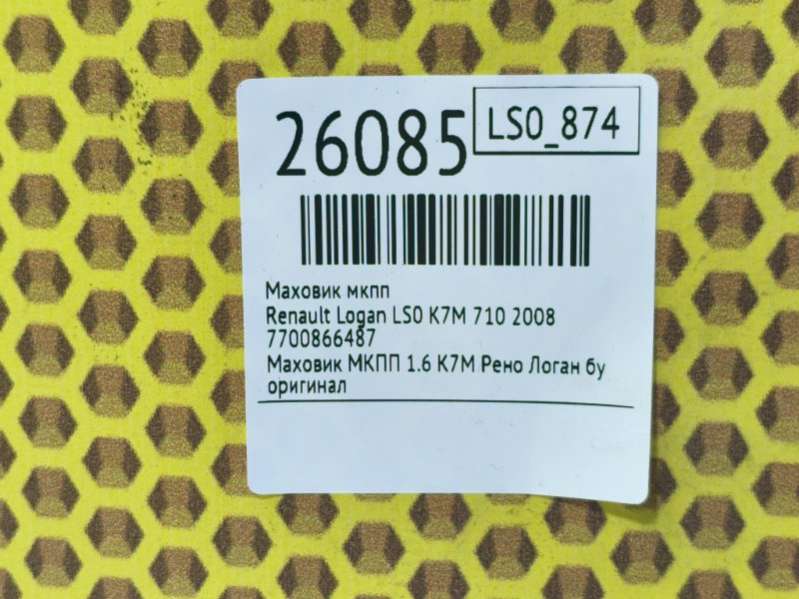 26085
LS0_874
Маховик мкпп
Renault Logan LS0 K7M 710 2008
7700866487
Маховик МКПП 1.6 K7M Рено Логан бу
оригинал